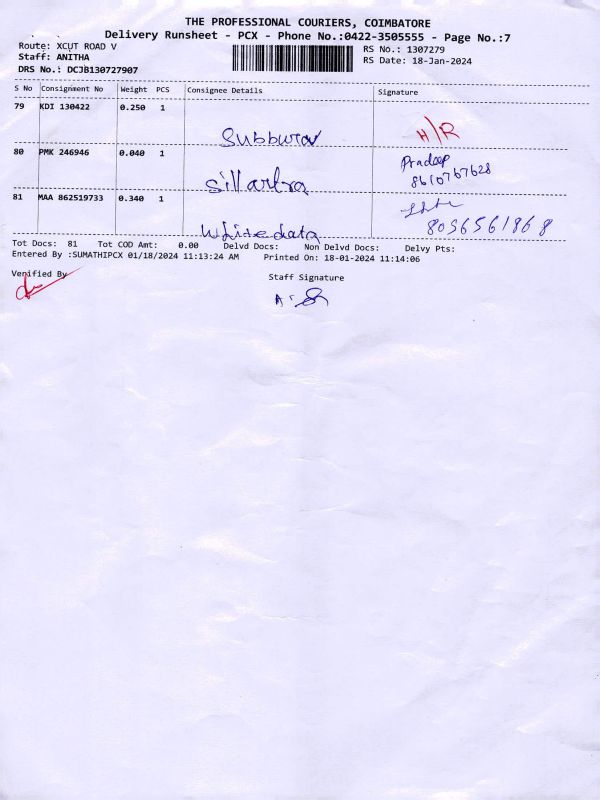 THE PROFESSIONAL COURIERS, COIMBATORE
Delivery Runsheet - PCX - Phone No.:0422-3505555 - Page No.:7
Route: XCUT ROAD V
RS No.: 1307279
Staff: ANITHA
RS Date: 18-Jan-2024
DRS No.: DCJB130727907
S No Consignment No Weight PCS Consignee Details Signature
79 KDI 130422 0.250 1
Subburaj H/R
80 PMK 246946 0.040 1 Pradeep
8610767628
81 MAA 862519733 0.340 1
Whitedata 8056561868
Tot Docs: 81 Tot COD Amt: 0.00 Delvd Docs: Non Delvd Docs: Delvy Pts:
Entered By :SUMATHIPCX 01/18/2024 11:13:24 AM Printed On: 18-01-2024 11:14:06
Verified By
Staff Signature